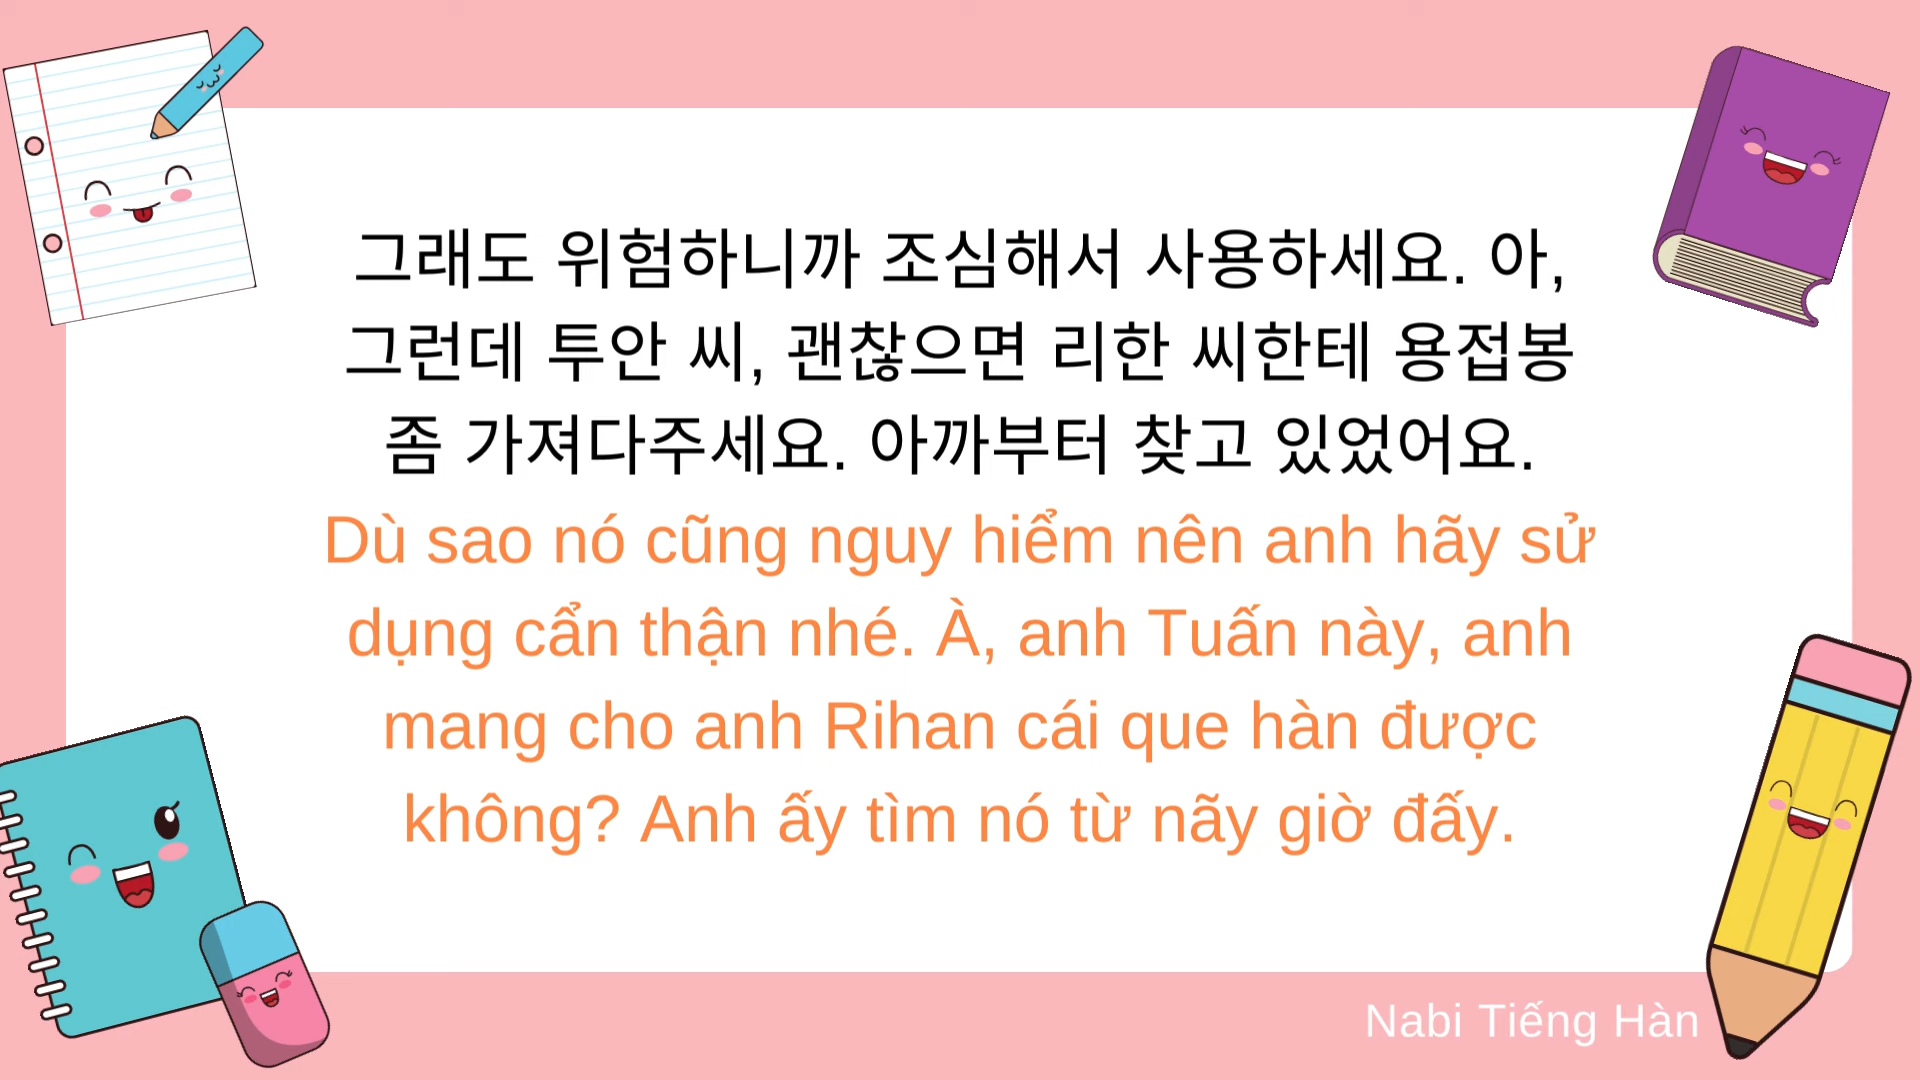 그래도 위험하니까 조심해서 사용하세요. 아,
그런데 투안 씨, 괜찮으면 리한 씨한테 용접봉
좀 가져다주세요. 아까부터 찾고 있었어요.
Dù sao nó cũng nguy hiểm nên anh hãy sử
dụng cẩn thận nhé. À, anh Tuấn này, anh
mang cho anh Rihan cái que hàn được
không? Anh ấy tìm nó từ nãy giờ đấy.
Nabi Tiếng Hàn